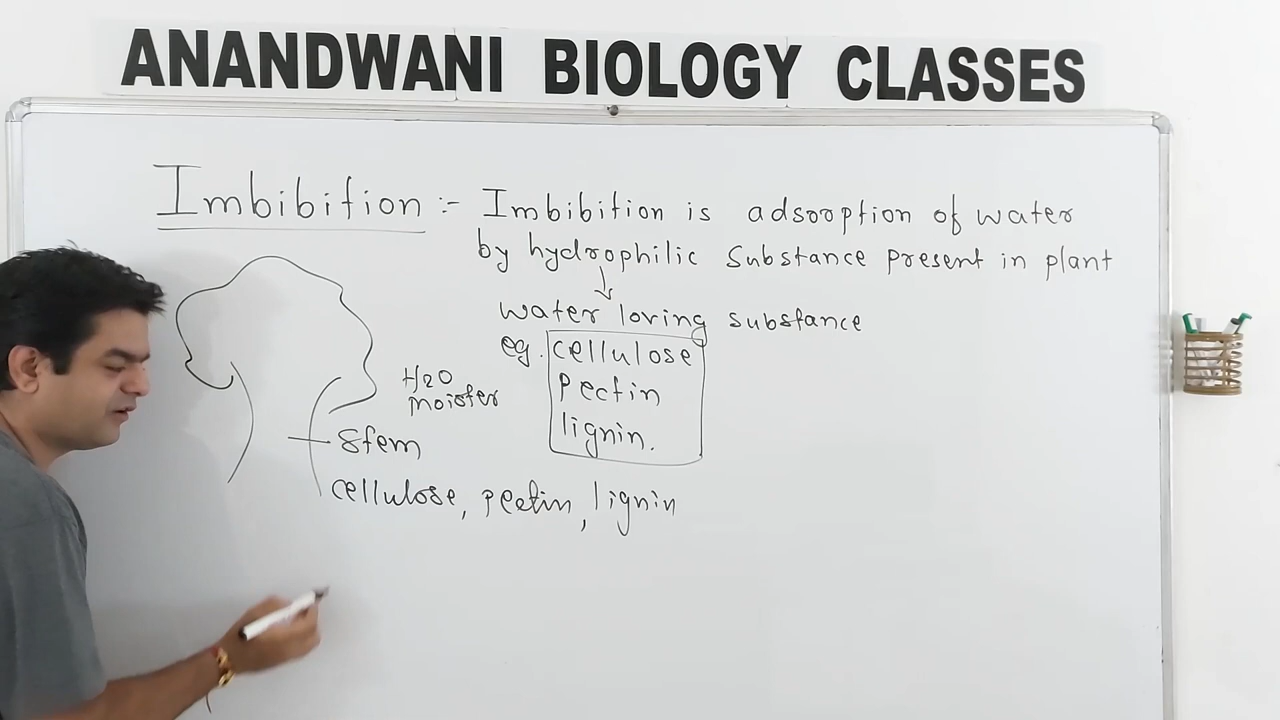 ANANDWANI BIOLOGY CLASSES
Imbibition :- Imbibition is adsorption of water
by hydrophilic substance present in plant
water loving substance
eg. cellulose
Pectin
lignin.
H2O
moister
stem
cellulose, pectin, lignin